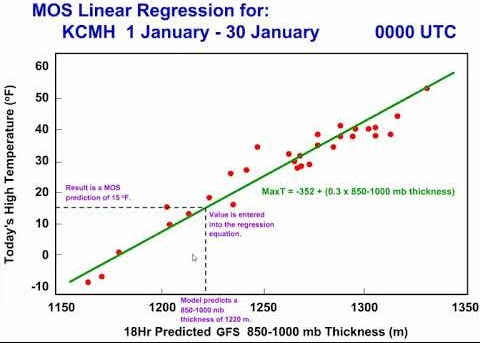 MOS Linear Regression for:
KCMH 1 January - 30 January 0000 UTC
Today's High Temperature (ºF)
60
50
40
30
20
10
0
-10
Result is a MOS
prediction of 15 ºF.
MaxT = -352 + (0.3 x 850-1000 mb thickness)
Value is entered
into the regression
equation.
Model predicts a
850-1000 mb
thickness of 1220 m.
1150
1200
1250
1300
1350
18Hr Predicted GFS 850-1000 mb Thickness (m)